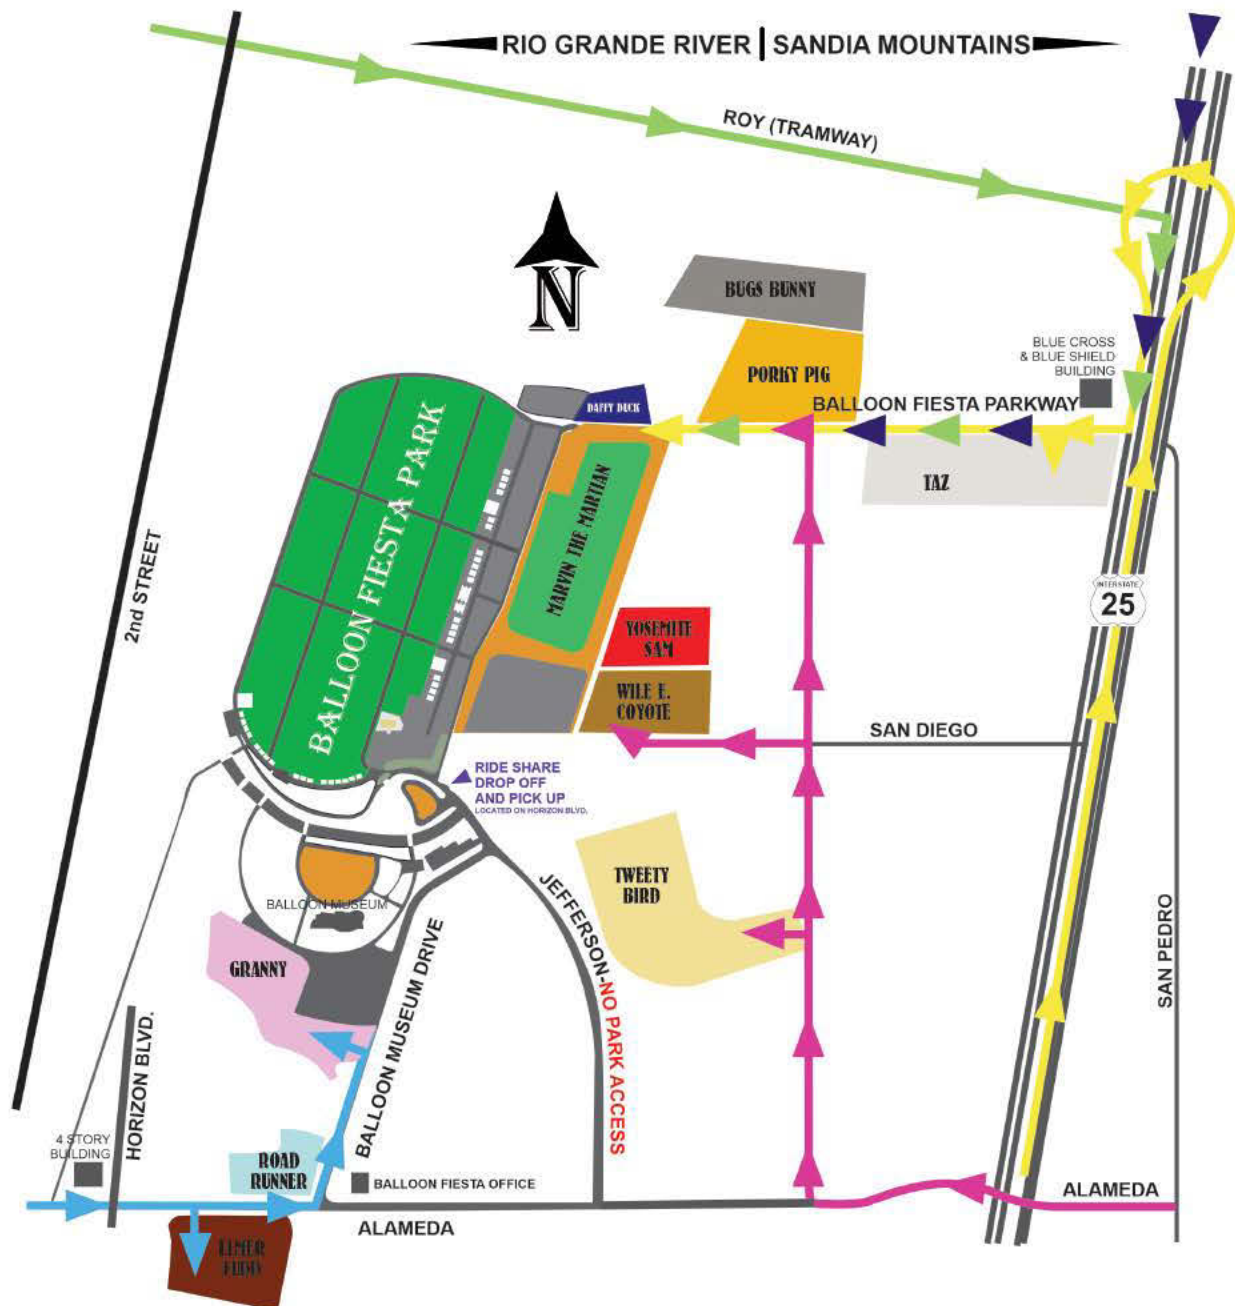 RIO GRANDE RIVER | SANDIA MOUNTAINS
ROY (TRAMWAY)
N
BUGS BUNNY
PORKY PIG
BLUE CROSS
& BLUE SHIELD
BUILDING
DAFFY DUCK
BALLOON FIESTA PARKWAY
TAZ
BALLOON FIESTA PARK
MARVIN THE MARTIAN
2nd STREET
INTERSTATE
25
YOSEMITE
SAM
WILE E.
COYOTE
SAN DIEGO
RIDE SHARE
DROP OFF
AND PICK UP
LOCATED ON HORIZON BLVD.
TWEETY
BIRD
JEFFERSON-NO PARK ACCESS
BALLOON MUSEUM
GRANNY
BALLOON MUSEUM DRIVE
SAN PEDRO
HORIZON BLVD.
4 STORY
BUILDING
ROAD
RUNNER
BALLOON FIESTA OFFICE
ALAMEDA
ALAMEDA
ELMER
FUDD